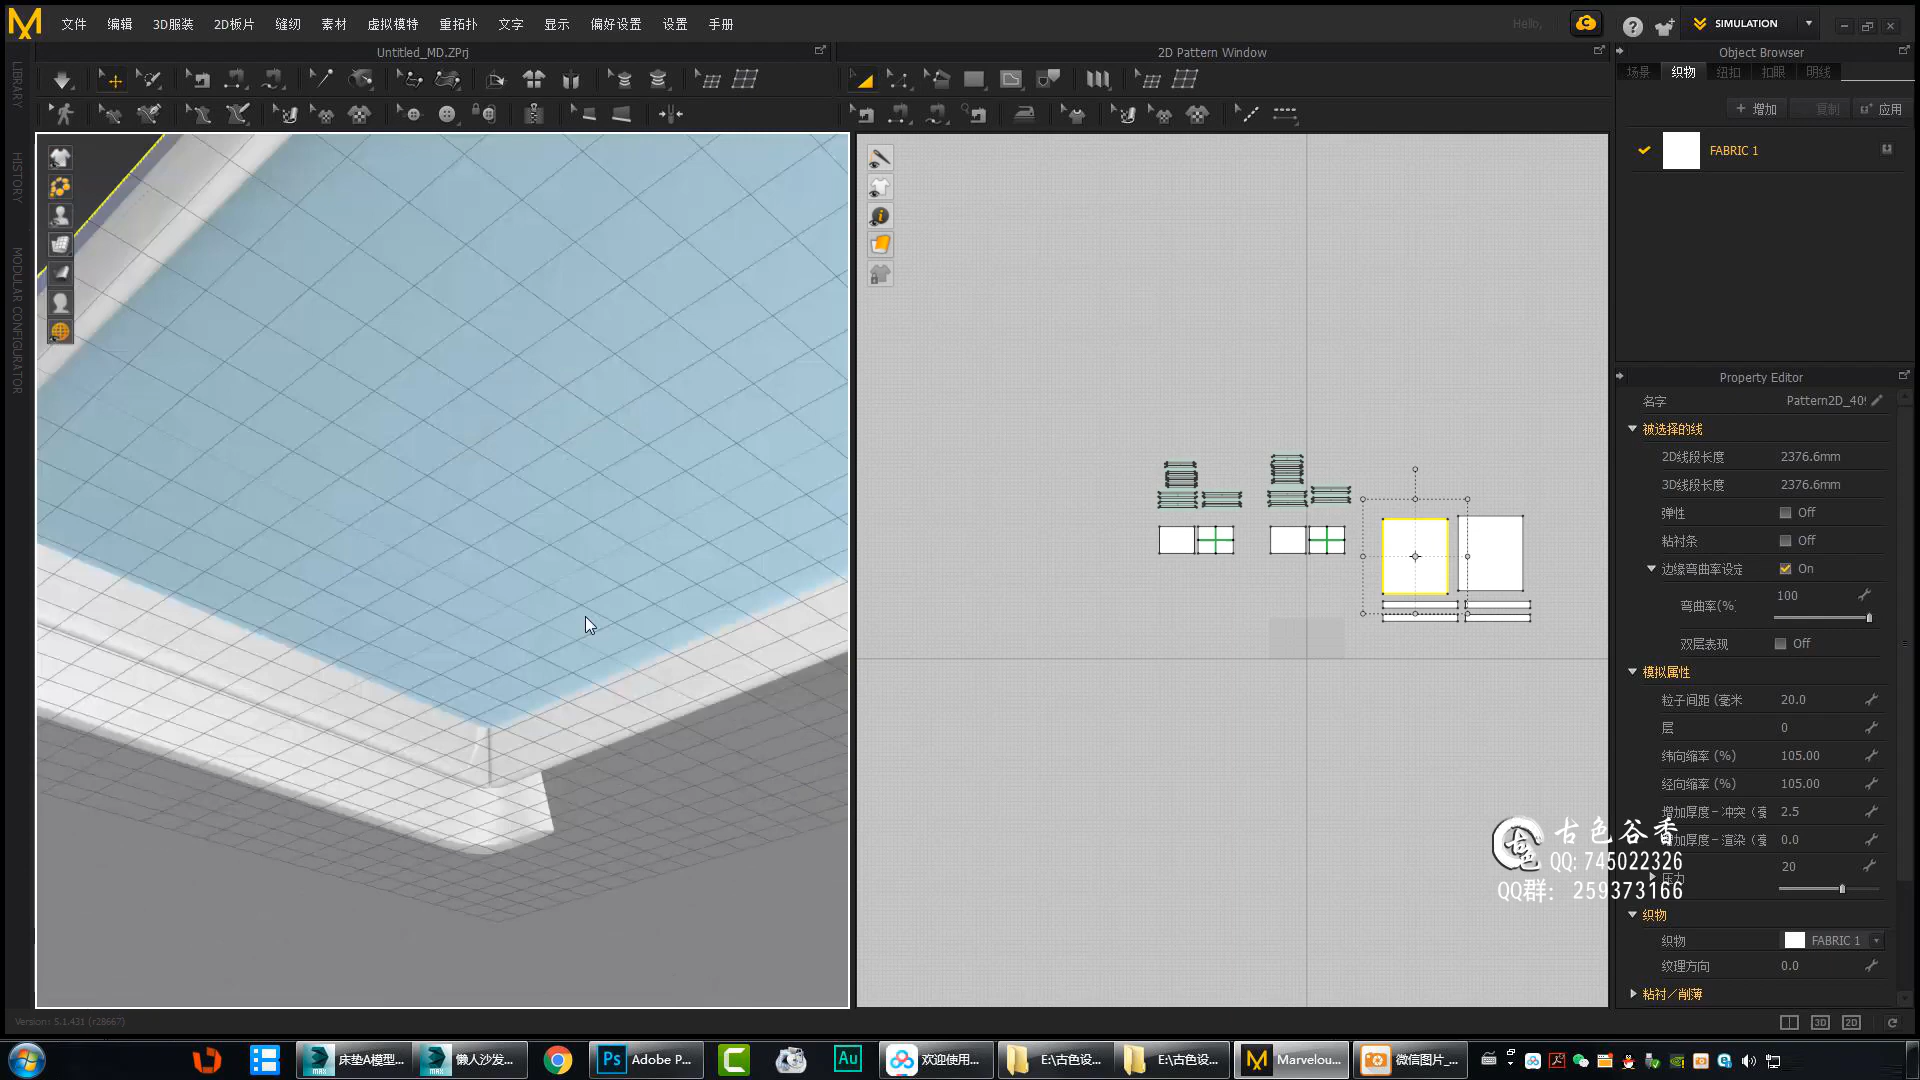 文件 编辑 3D服装 2D板片 缝纫 素材 虚拟模特 重拓扑 文字 显示 偏好设置 设置 手册
Hello,
SIMULATION
Untitled_MD.ZPrj
2D Pattern Window
Object Browser
场景 织物 纽扣 扣眼 明线
+ 增加 复制 应用
FABRIC 1
LIBRARY
HISTORY
MODULAR CONFIGURATOR
Property Editor
名字 Pattern2D_409
被选择的线
2D线段长度 2376.6mm
3D线段长度 2376.6mm
弹性 Off
粘衬条 Off
边缘弯曲率设定 On
弯曲率(%) 100
双层表现 Off
模拟属性
粒子间距 (毫米 20.0
层 0
纬向缩率 (%) 105.00
经向缩率 (%) 105.00
增加厚度－冲突 (毫 2.5
增加厚度－渲染 (毫 0.0
压力 20
织物
织物 FABRIC 1
纹理方向 0.0
粘衬／削薄
古色谷香
古色
QQ: 745022326
QQ群: 259373166
Version: 5.1.431 (r28667)
3D 2D
床垫A模型... 懒人沙发... Ps Adobe P... Au 欢迎使用... E:\古色设... E:\古色设... Marvelou... 微信图片_...
MAX MAX